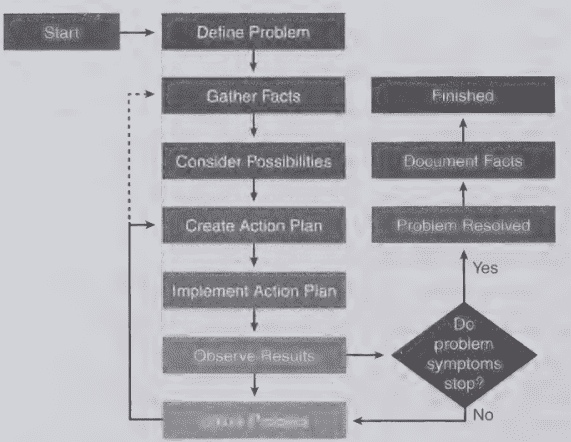 Start
Define Problem
Gather Facts
Consider Possibilities
Create Action Plan
Implement Action Plan
Observe Results
Do
problem
symptoms
stop?
Yes
No
Problem Resolved
Document Facts
Finished